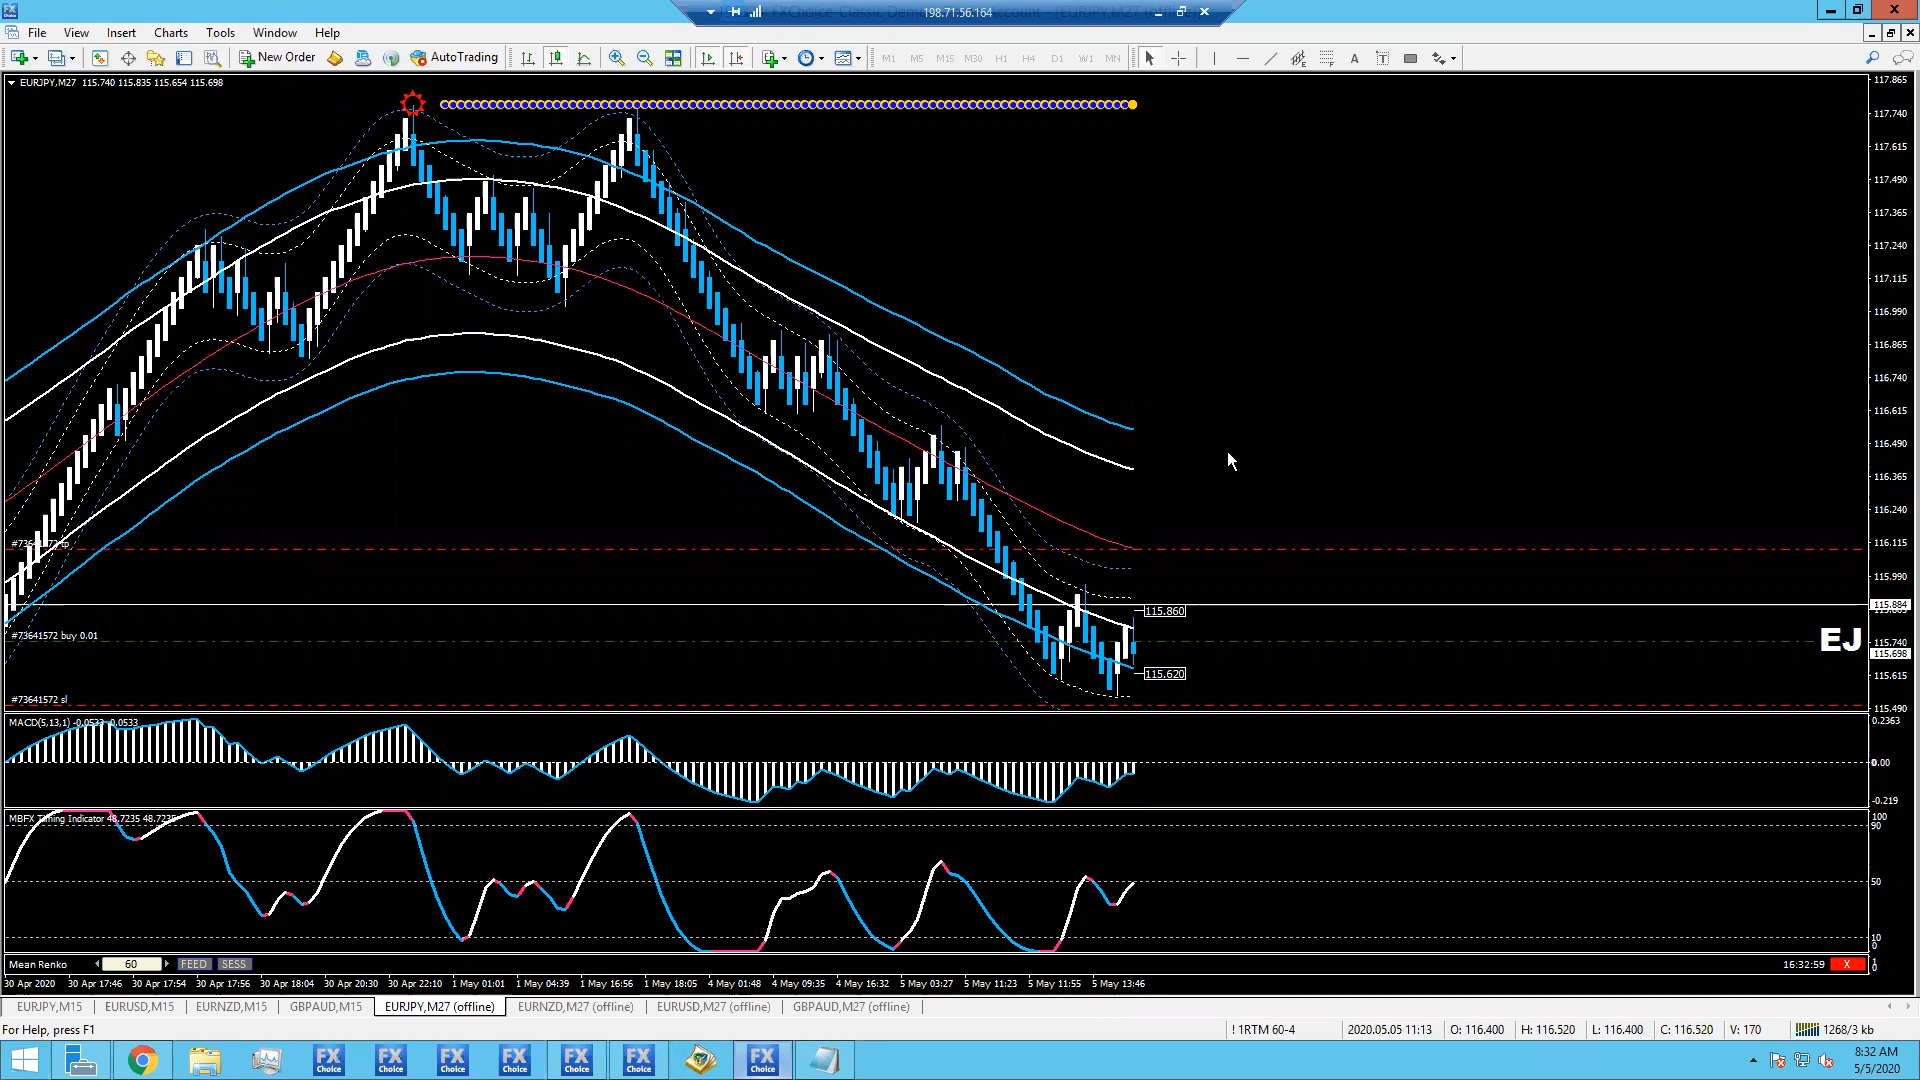 198.71.56.164
File View Insert Charts Tools Window Help
New Order AutoTrading M1 M5 M15 M30 H1 H4 D1 W1 MN
EURJPY,M27 115.740 115.835 115.654 115.698
117.865
117.740
117.615
117.490
117.365
117.240
117.115
116.990
116.865
116.740
116.615
116.490
116.365
116.240
116.115
115.990
115.884
115.860
#73641572 buy 0.01
EJ
115.740
115.698
115.620
115.615
#73641572 sl
115.490
MACD(5,13,1) -0.0533 -0.0533
0.2363
0.00
-0.219
MBFX Timing Indicator 48.7235 48.7235
100
90
50
10
0
Mean Renko 60 FEED SESS 16:32:59 X
1
0
30 Apr 2020 30 Apr 17:46 30 Apr 17:54 30 Apr 17:56 30 Apr 18:04 30 Apr 20:30 30 Apr 22:10 1 May 01:01 1 May 04:39 1 May 16:56 1 May 18:05 4 May 01:48 4 May 09:35 4 May 16:32 5 May 03:27 5 May 11:23 5 May 11:55 5 May 13:46
EURJPY,M15 EURUSD,M15 EURNZD,M15 GBPAUD,M15 EURJPY,M27 (offline) EURNZD,M27 (offline) EURUSD,M27 (offline) GBPAUD,M27 (offline)
For Help, press F1 ! 1RTM 60-4 2020.05.05 11:13 O: 116.400 H: 116.520 L: 116.400 C: 116.520 V: 170 1268/3 kb
FX Choice FX Choice FX Choice FX Choice FX Choice FX Choice FX Choice
8:32 AM
5/5/2020